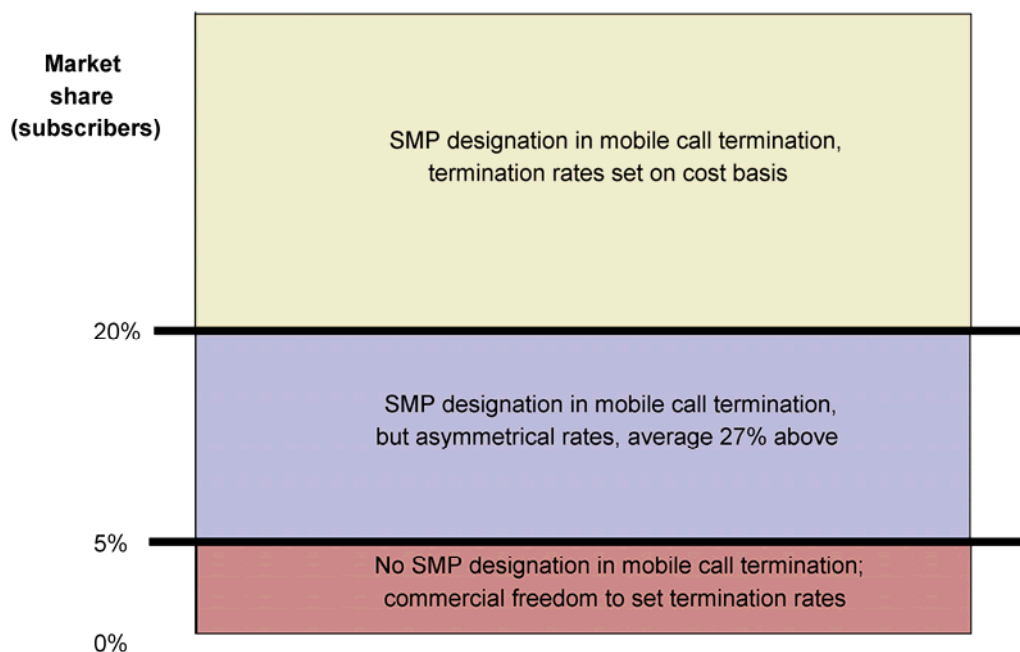 Market
share
(subscribers)
SMP designation in mobile call termination,
termination rates set on cost basis
20%
SMP designation in mobile call termination,
but asymmetrical rates, average 27% above
5%
No SMP designation in mobile call termination;
commercial freedom to set termination rates
0%